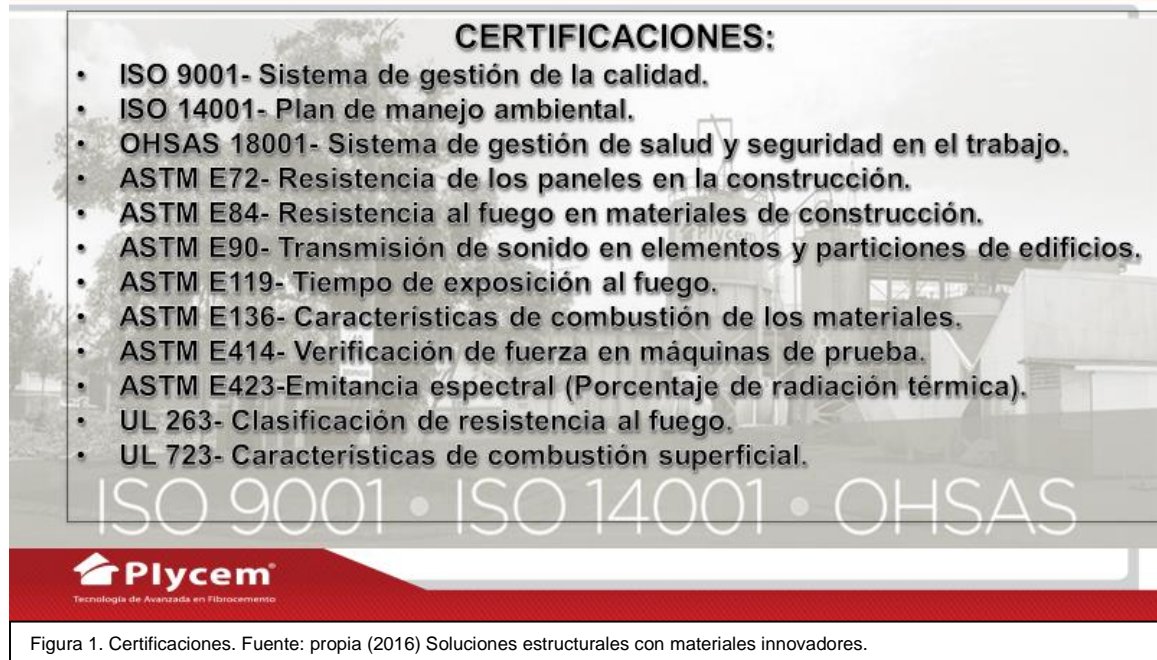 CERTIFICACIONES:
• ISO 9001- Sistema de gestión de la calidad.
• ISO 14001- Plan de manejo ambiental.
• OHSAS 18001- Sistema de gestión de salud y seguridad en el trabajo.
• ASTM E72- Resistencia de los paneles en la construcción.
• ASTM E84- Resistencia al fuego en materiales de construcción.
• ASTM E90- Transmisión de sonido en elementos y particiones de edificios.
• ASTM E119- Tiempo de exposición al fuego.
• ASTM E136- Características de combustión de los materiales.
• ASTM E414- Verificación de fuerza en máquinas de prueba.
• ASTM E423-Emitancia espectral (Porcentaje de radiación térmica).
• UL 263- Clasificación de resistencia al fuego.
• UL 723- Características de combustión superficial.
ISO 9001 • ISO 14001 • OHSAS
Plycem
Tecnología de Avanzada en Fibrocemento
Figura 1. Certificaciones. Fuente: propia (2016) Soluciones estructurales con materiales innovadores.